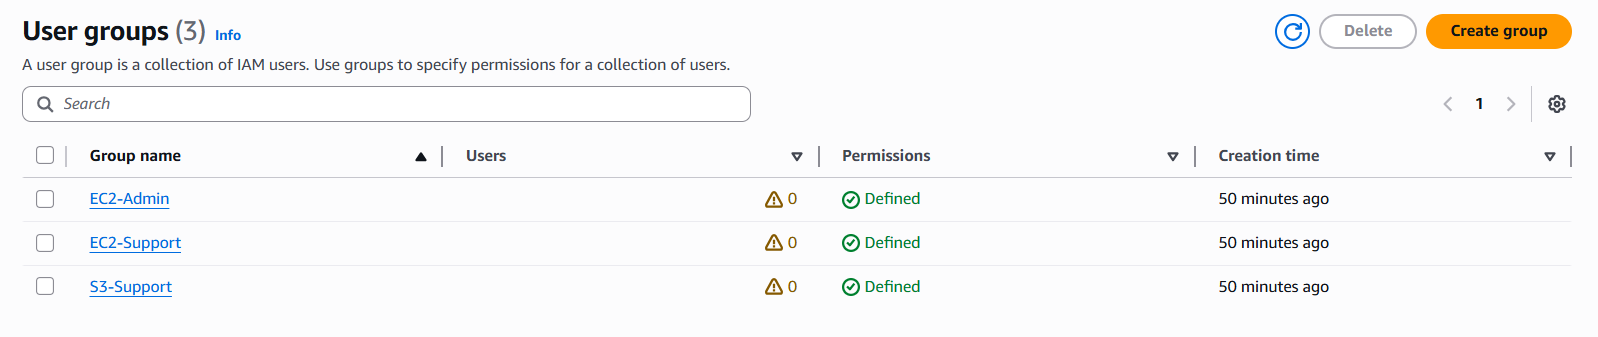 User groups (3) Info
Delete
Create group
A user group is a collection of IAM users. Use groups to specify permissions for a collection of users.
Search
1
Group name Users Permissions Creation time
EC2-Admin 0 Defined 50 minutes ago
EC2-Support 0 Defined 50 minutes ago
S3-Support 0 Defined 50 minutes ago